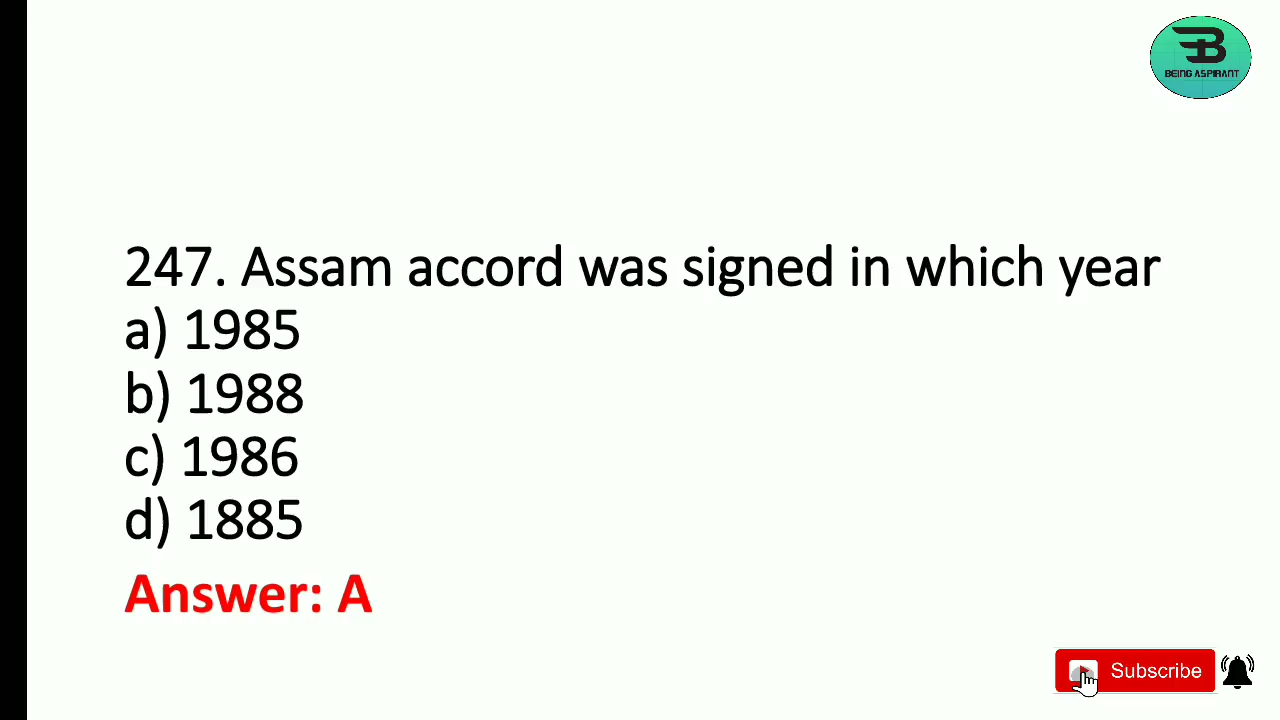 BEING ASPIRANT
247. Assam accord was signed in which year
a) 1985
b) 1988
c) 1986
d) 1885
Answer: A
Subscribe